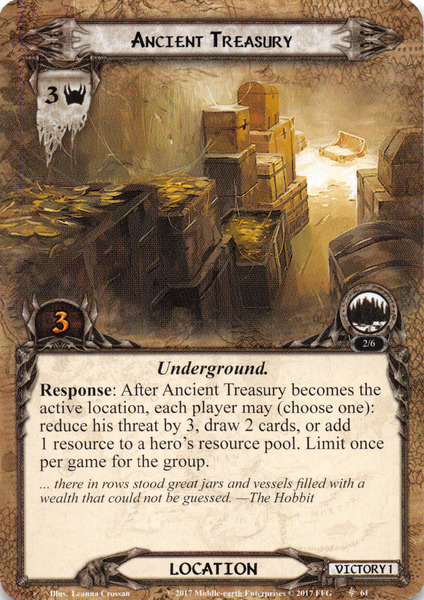 Ancient Treasury
3
3
2/6
Underground.
Response: After Ancient Treasury becomes the
active location, each player may (choose one):
reduce his threat by 3, draw 2 cards, or add
1 resource to a hero's resource pool. Limit once
per game for the group.
... there in rows stood great jars and vessels filled with a
wealth that could not be guessed. —The Hobbit
LOCATION
VICTORY 1
Illus. Leanna Crossan
2017 Middle-earth Enterprises © 2017 FFG
61